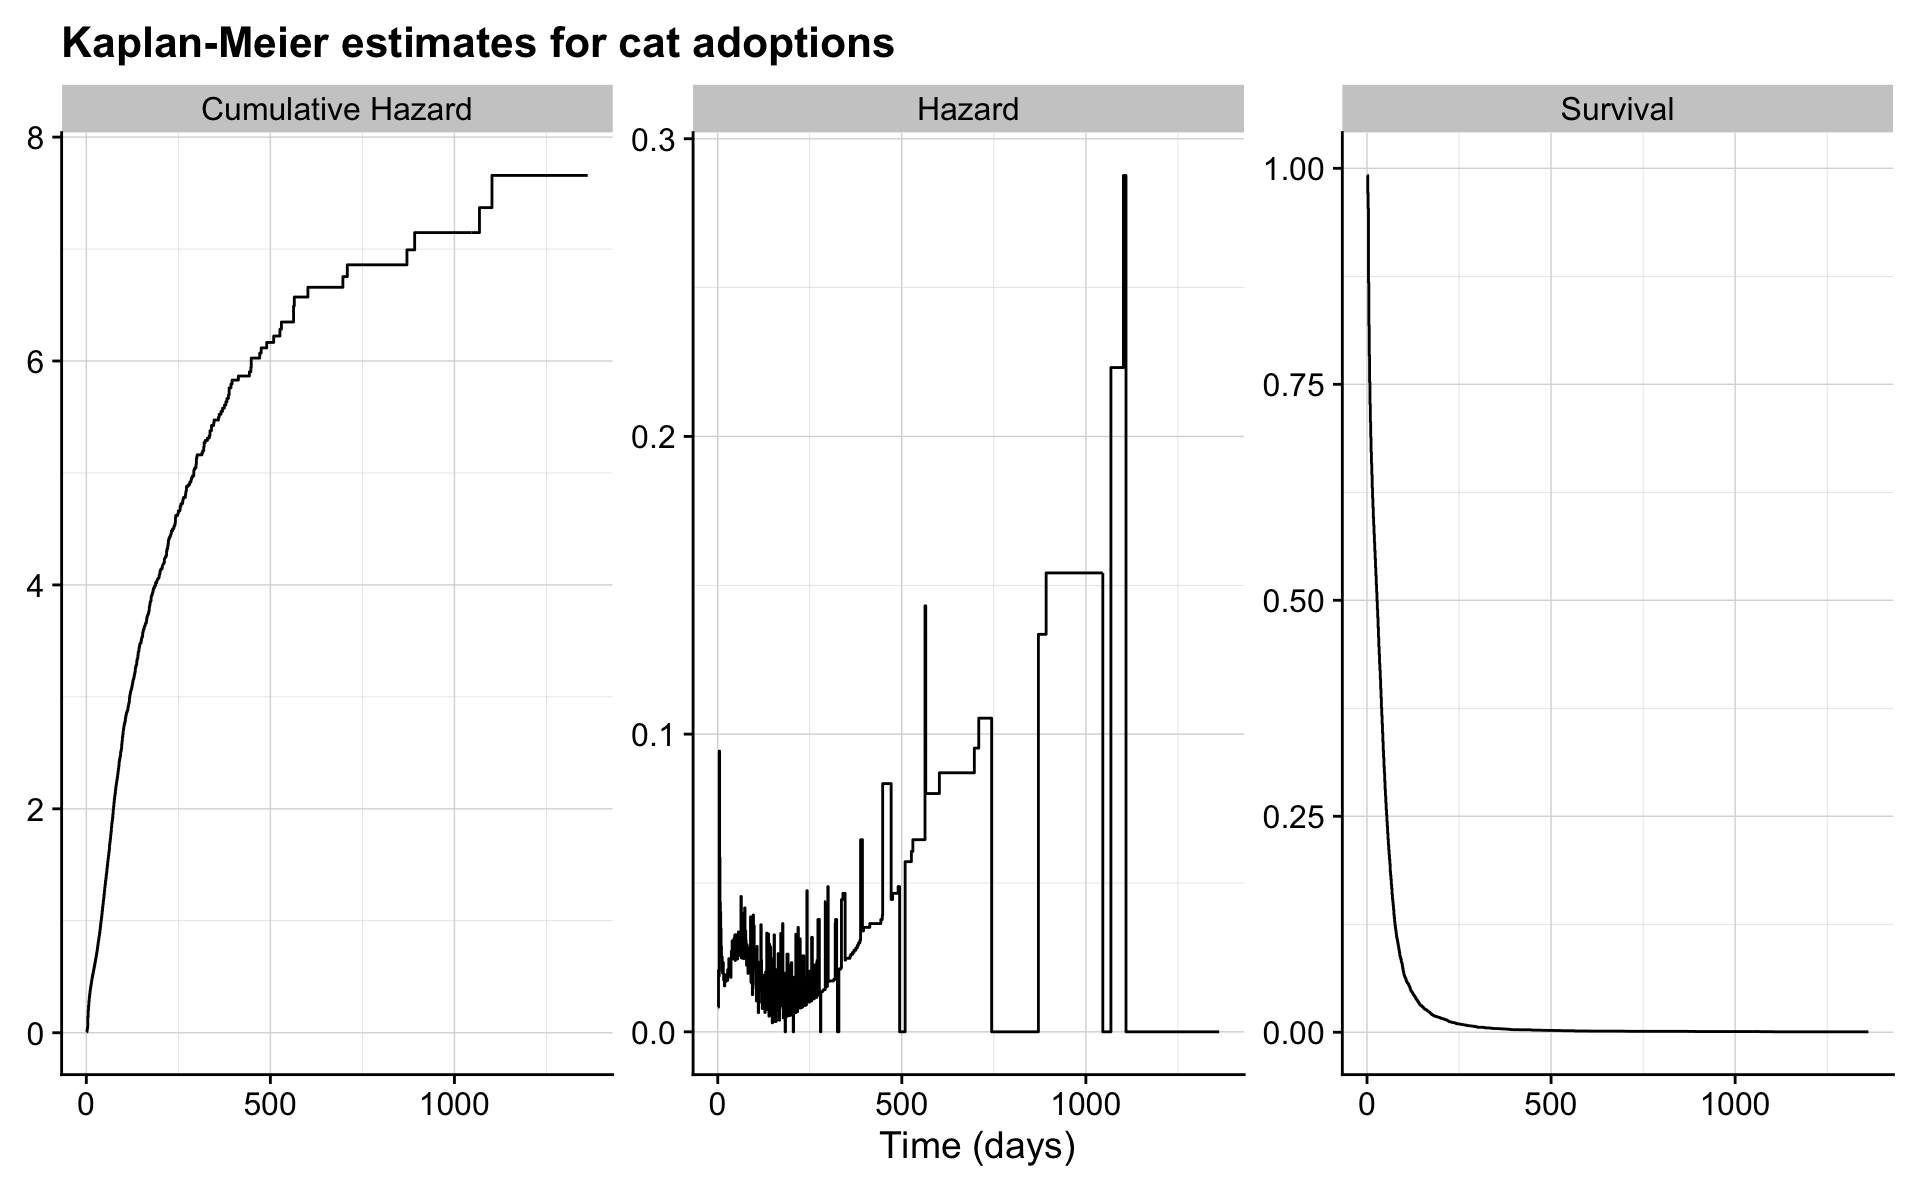 Kaplan-Meier estimates for cat adoptions
Cumulative Hazard
8
6
4
2
0
0 500 1000
Hazard
0.3
0.2
0.1
0.0
0 500 1000
Survival
1.00
0.75
0.50
0.25
0.00
0 500 1000
Time (days)